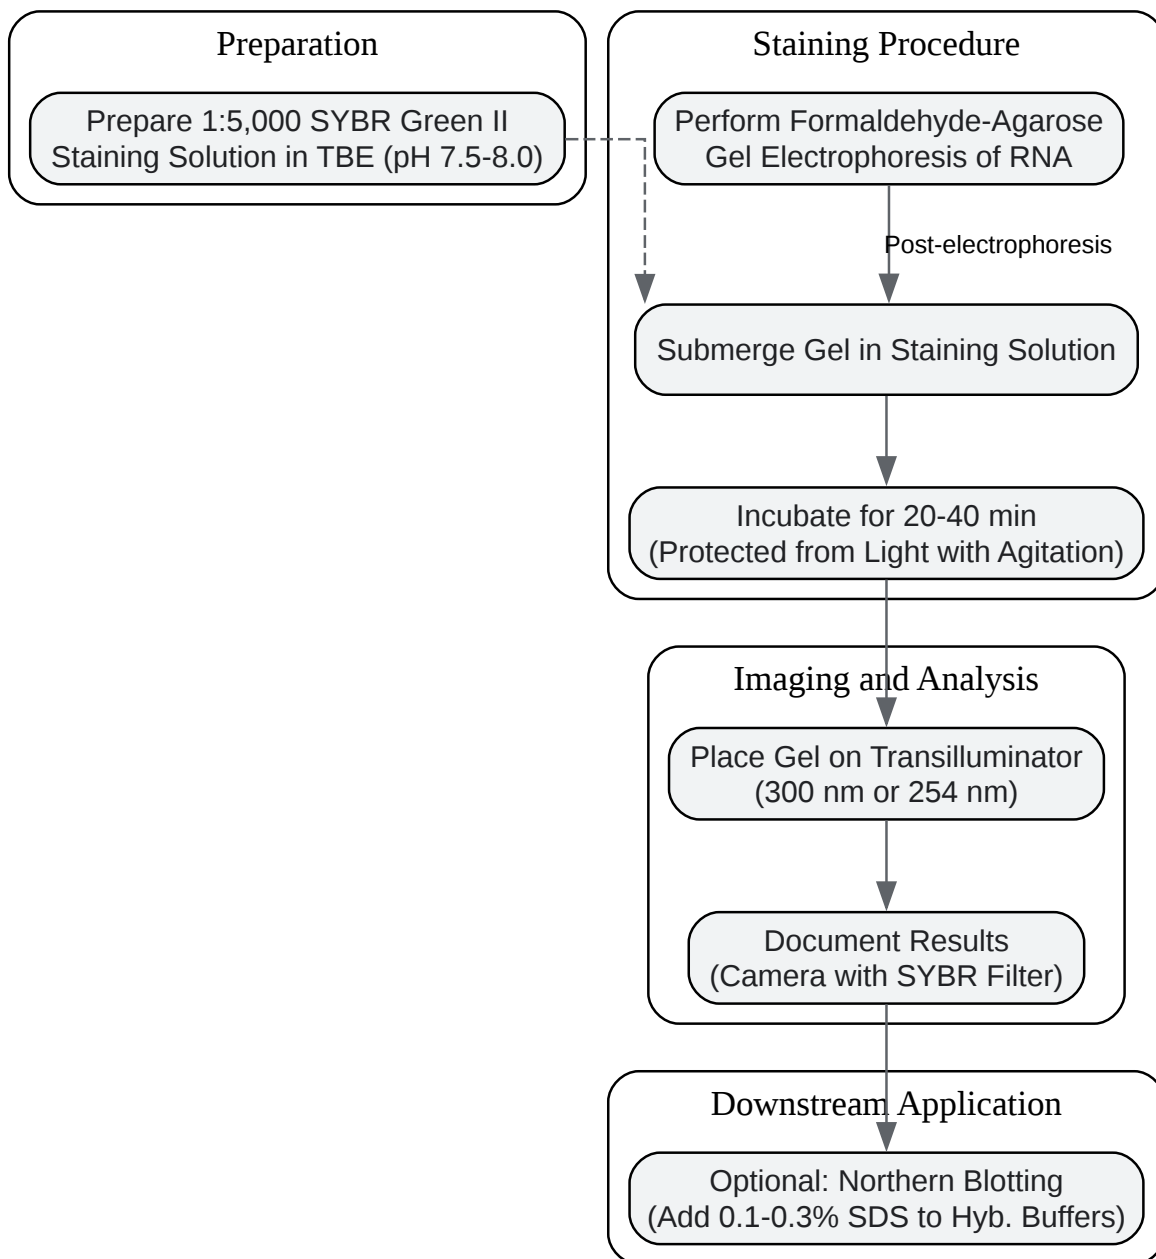 Preparation
Prepare 1:5,000 SYBR Green II
Staining Solution in TBE (pH 7.5-8.0)
Staining Procedure
Perform Formaldehyde-Agarose
Gel Electrophoresis of RNA
Post-electrophoresis
Submerge Gel in Staining Solution
Incubate for 20-40 min
(Protected from Light with Agitation)
Imaging and Analysis
Place Gel on Transilluminator
(300 nm or 254 nm)
Document Results
(Camera with SYBR Filter)
Downstream Application
Optional: Northern Blotting
(Add 0.1-0.3% SDS to Hyb. Buffers)